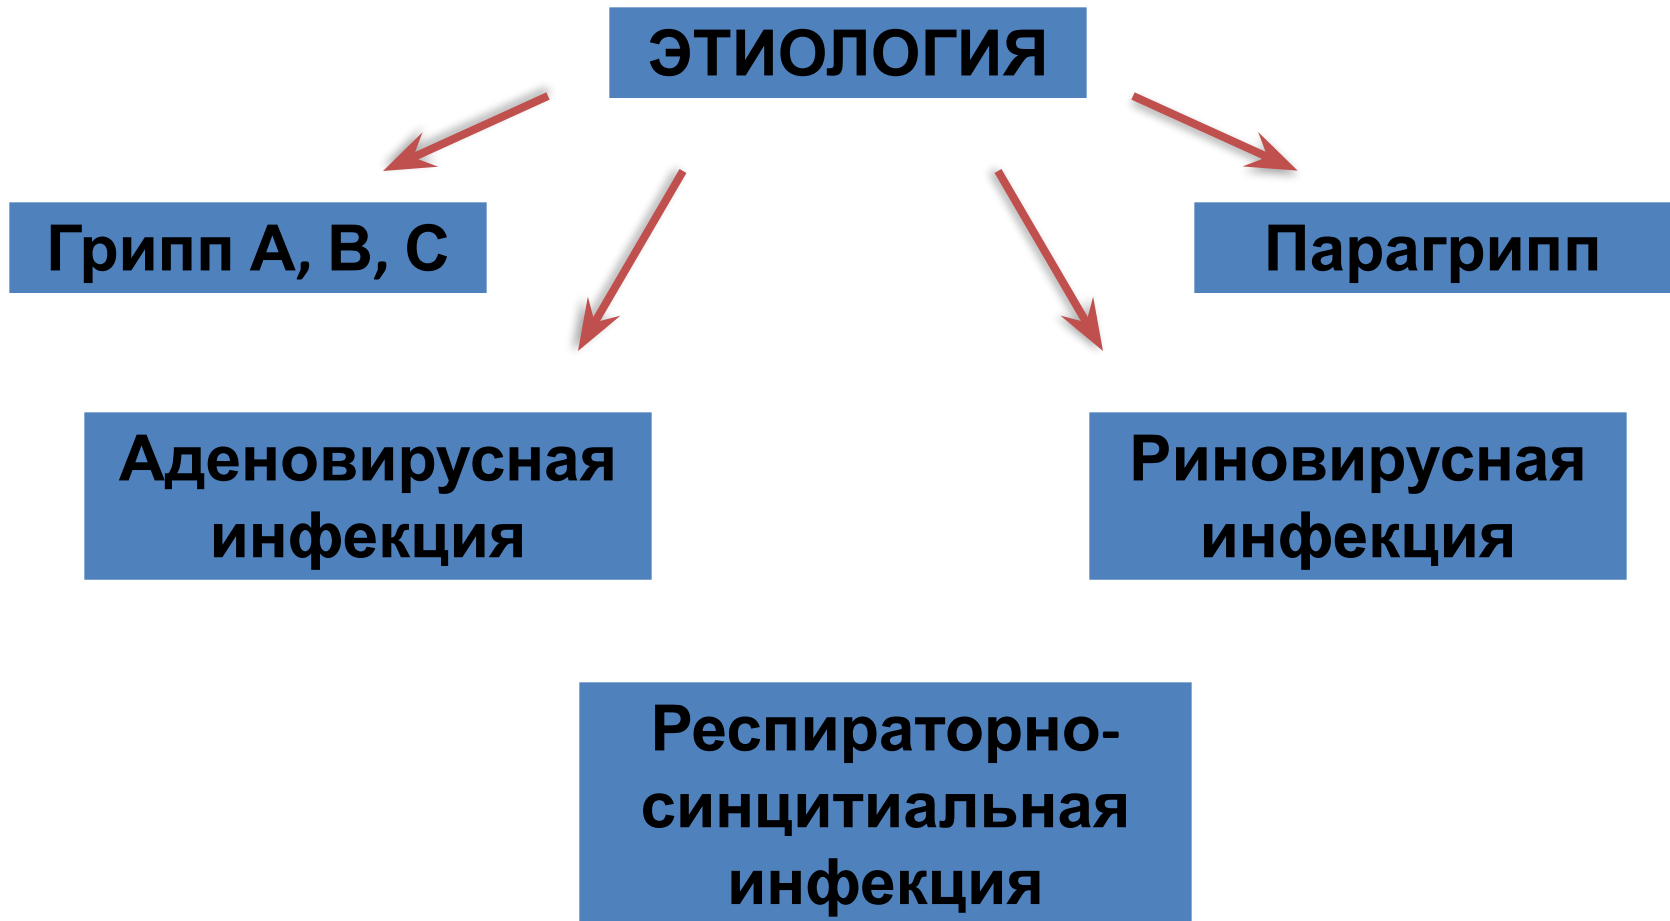 ЭТИОЛОГИЯ
Грипп А, В, С
Парагрипп
Аденовирусная
инфекция
Риновирусная
инфекция
Респираторно-
синцитиальная
инфекция